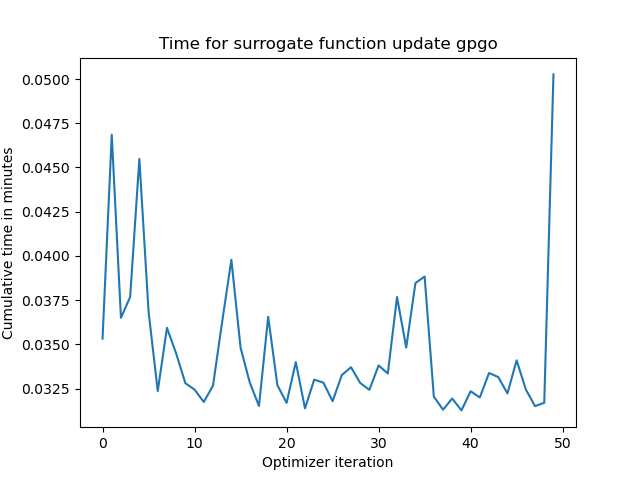 Time for surrogate function update gpgo
0.0500
0.0475
0.0450
0.0425
0.0400
0.0375
0.0350
0.0325
Cumulative time in minutes
0 10 20 30 40 50
Optimizer iteration